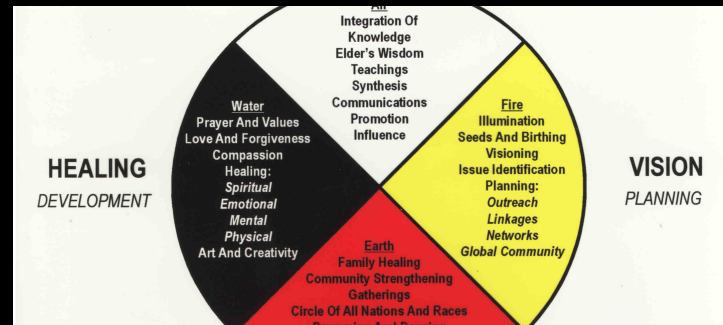 Air
Integration Of
Knowledge
Elder's Wisdom
Teachings
Synthesis
Communications
Promotion
Influence
HEALING
DEVELOPMENT
Water
Prayer And Values
Love And Forgiveness
Compassion
Healing:
Spiritual
Emotional
Mental
Physical
Art And Creativity
Fire
Illumination
Seeds And Birthing
Visioning
Issue Identification
Planning:
Outreach
Linkages
Networks
Global Community
VISION
PLANNING
Earth
Family Healing
Community Strengthening
Gatherings
Circle Of All Nations And Races